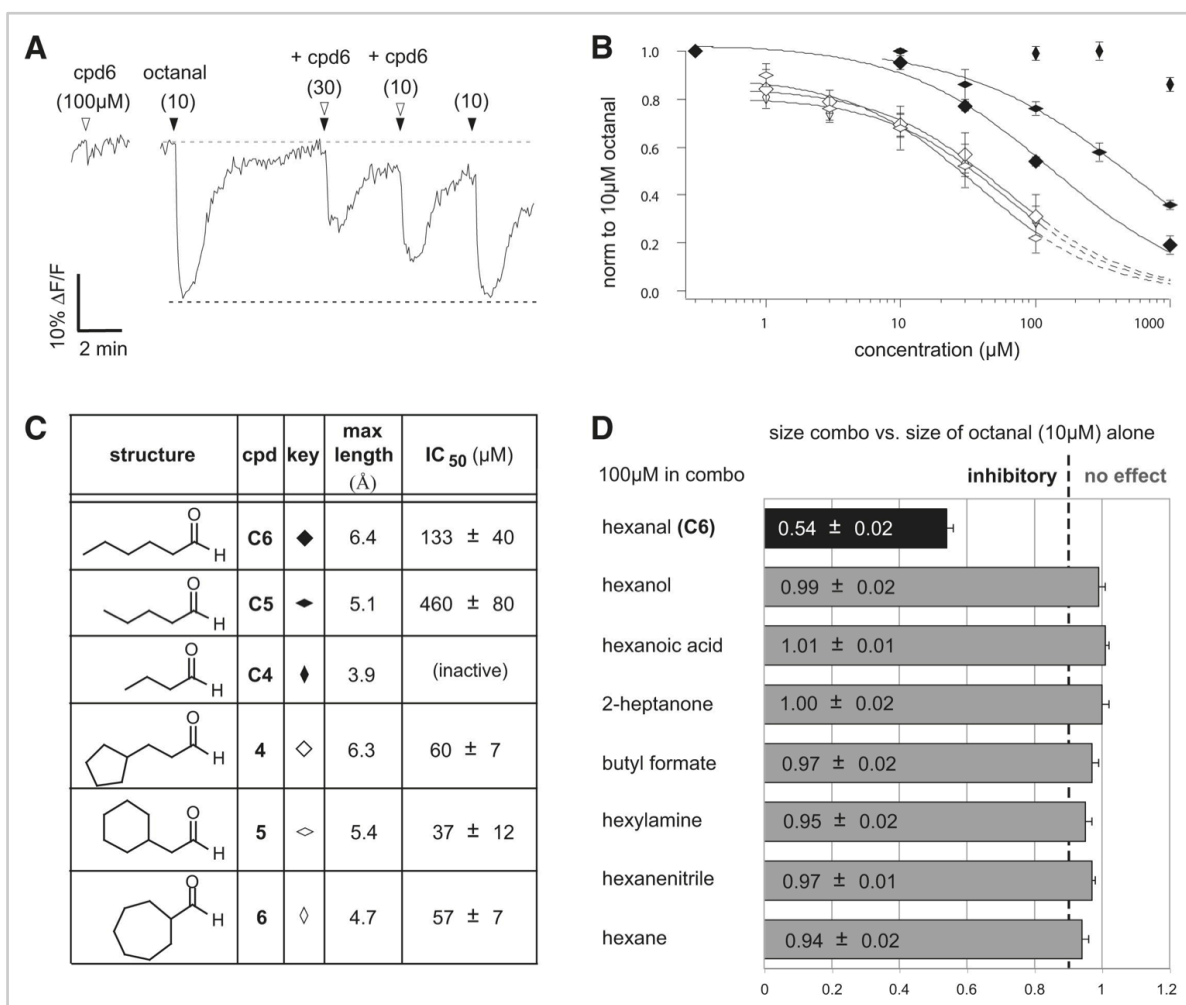 A
cpd6
(100µM)
octanal
(10)
+ cpd6
(30)
+ cpd6
(10)
(10)
10% ΔF/F
2 min
B
norm to 10µM octanal
1.0
0.8
0.6
0.4
0.2
0.0
1
10
100
1000
concentration (µM)
C
structure cpd key max length (Å) IC 50 (µM)
O H C6 6.4 133 ± 40
O H C5 5.1 460 ± 80
O H C4 3.9 (inactive)
O H 4 6.3 60 ± 7
O H 5 5.4 37 ± 12
O H 6 4.7 57 ± 7
D
size combo vs. size of octanal (10µM) alone
100µM in combo inhibitory no effect
hexanal (C6) 0.54 ± 0.02
hexanol 0.99 ± 0.02
hexanoic acid 1.01 ± 0.01
2-heptanone 1.00 ± 0.02
butyl formate 0.97 ± 0.02
hexylamine 0.95 ± 0.02
hexanenitrile 0.97 ± 0.01
hexane 0.94 ± 0.02
0 0.2 0.4 0.6 0.8 1 1.2